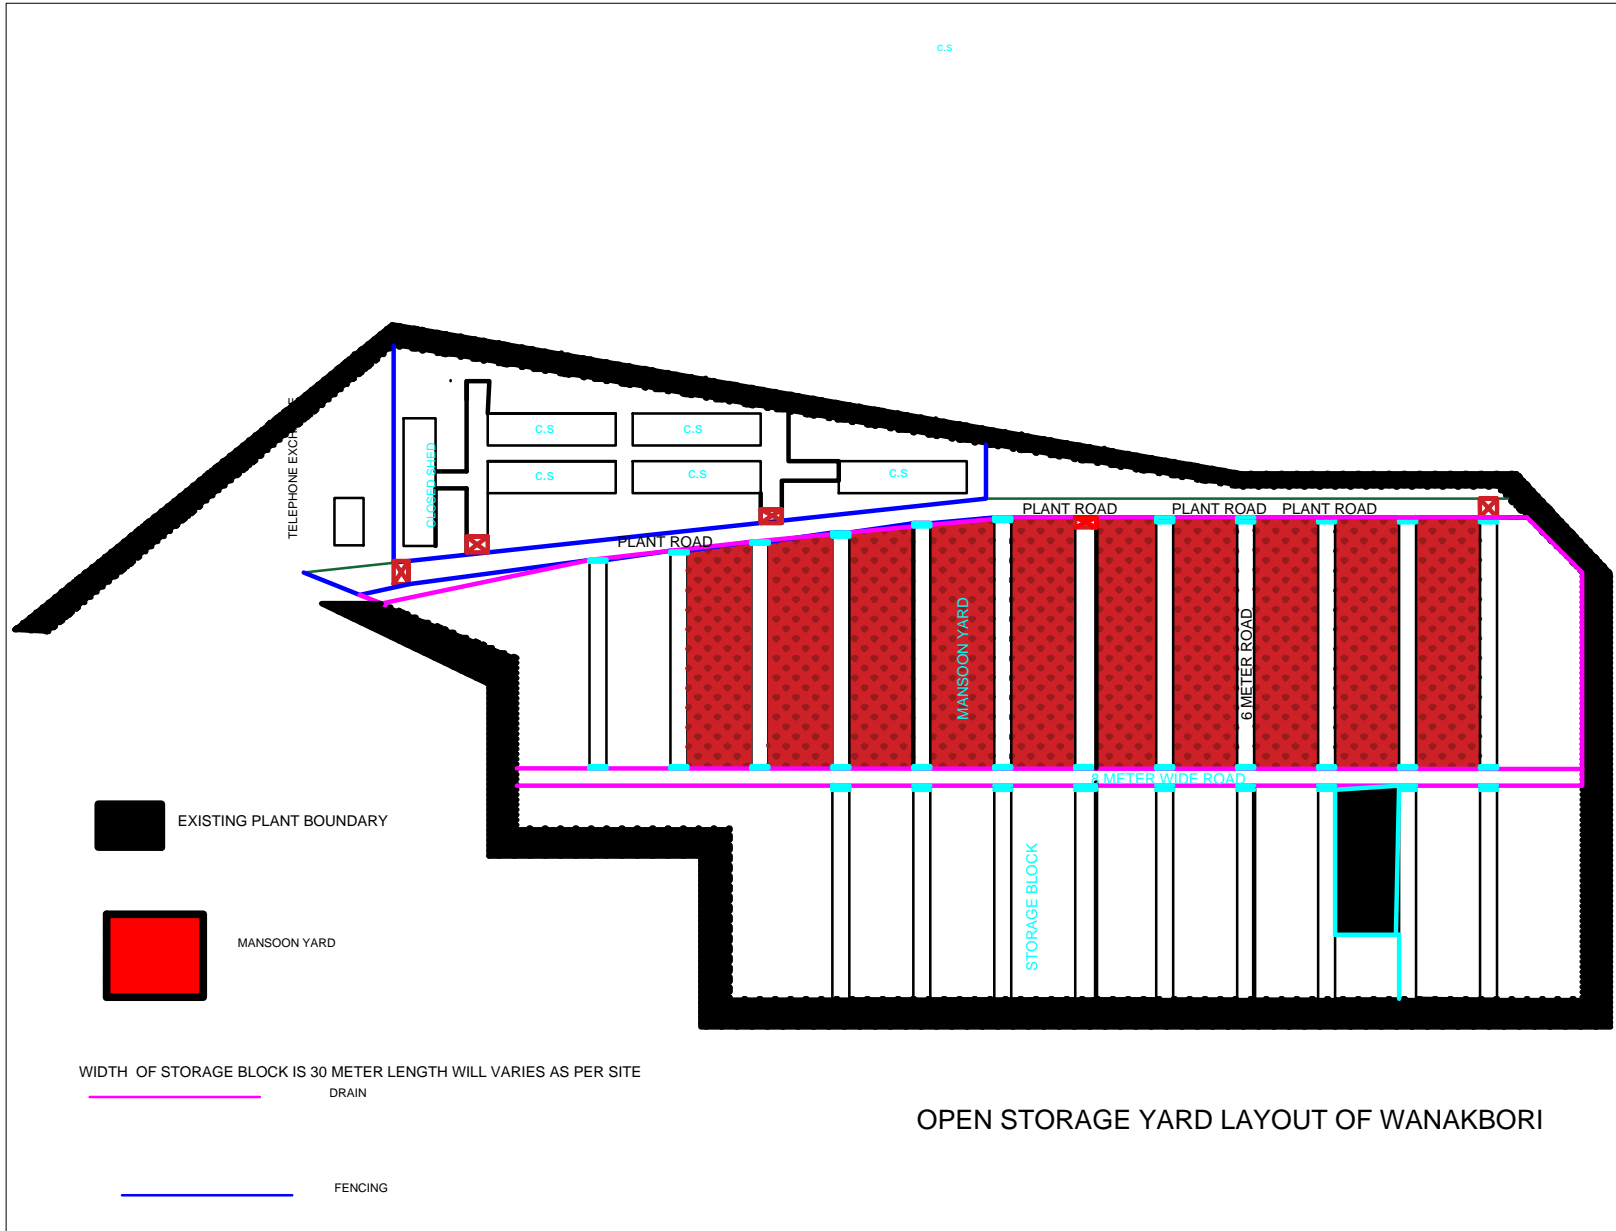 C.S
TELEPHONE EXCHANGE
CLOSED SHED
C.S
C.S
C.S
C.S
C.S
PLANT ROAD
PLANT ROAD
PLANT ROAD
PLANT ROAD
MANSOON YARD
6 METER ROAD
8 METER WIDE ROAD
STORAGE BLOCK
EXISTING PLANT BOUNDARY
MANSOON YARD
WIDTH OF STORAGE BLOCK IS 30 METER LENGTH WILL VARIES AS PER SITE
DRAIN
OPEN STORAGE YARD LAYOUT OF WANAKBORI
FENCING